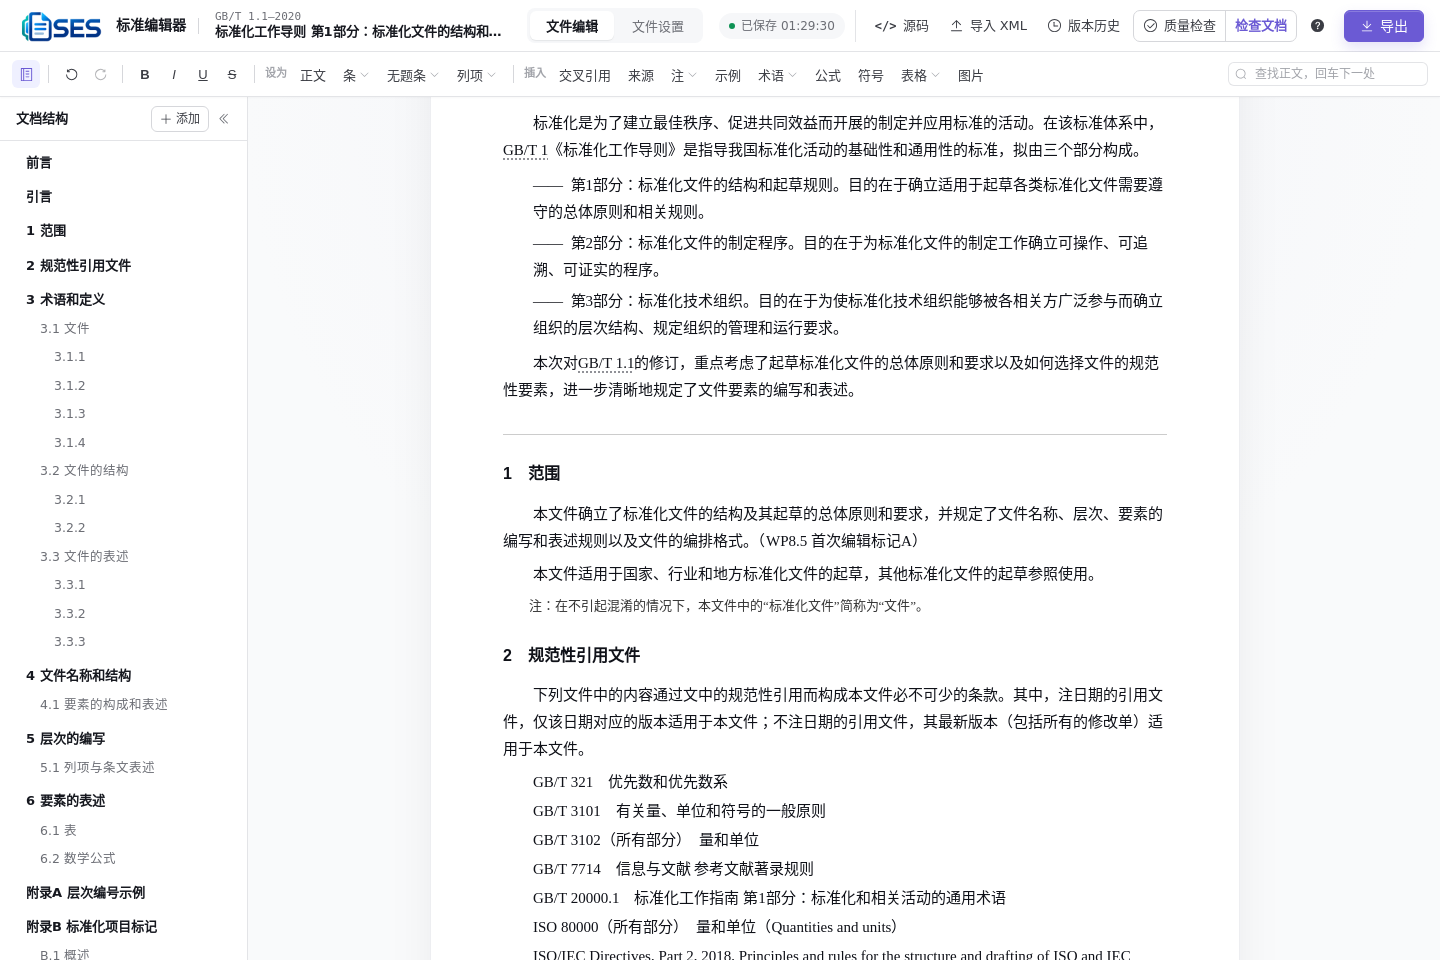 SES
标准编辑器
GB/T 1.1—2020
标准化工作导则 第1部分：标准化文件的结构和...
文件编辑
文件设置
已保存 01:29:30
</> 源码
导入 XML
版本历史
质量检查
检查文档
?
导出
B
I
U
S
设为
正文
条
无题条
列项
插入
交叉引用
来源
注
示例
术语
公式
符号
表格
图片
查找正文，回车下一处
文档结构
添加
前言
引言
1 范围
2 规范性引用文件
3 术语和定义
3.1 文件
3.1.1
3.1.2
3.1.3
3.1.4
3.2 文件的结构
3.2.1
3.2.2
3.3 文件的表述
3.3.1
3.3.2
3.3.3
4 文件名称和结构
4.1 要素的构成和表述
5 层次的编写
5.1 列项与条文表述
6 要素的表述
6.1 表
6.2 数学公式
附录A 层次编号示例
附录B 标准化项目标记
B.1 概述
标准化是为了建立最佳秩序、促进共同效益而开展的制定并应用标准的活动。在该标准体系中，
GB/T 1《标准化工作导则》是指导我国标准化活动的基础性和通用性的标准，拟由三个部分构成。
—— 第1部分：标准化文件的结构和起草规则。目的在于确立适用于起草各类标准化文件需要遵
守的总体原则和相关规则。
—— 第2部分：标准化文件的制定程序。目的在于为标准化文件的制定工作确立可操作、可追
溯、可证实的程序。
—— 第3部分：标准化技术组织。目的在于为使标准化技术组织能够被各相关方广泛参与而确立
组织的层次结构、规定组织的管理和运行要求。
本次对GB/T 1.1的修订，重点考虑了起草标准化文件的总体原则和要求以及如何选择文件的规范
性要素，进一步清晰地规定了文件要素的编写和表述。
1 范围
本文件确立了标准化文件的结构及其起草的总体原则和要求，并规定了文件名称、层次、要素的
编写和表述规则以及文件的编排格式。（WP8.5 首次编辑标记A）
本文件适用于国家、行业和地方标准化文件的起草，其他标准化文件的起草参照使用。
注：在不引起混淆的情况下，本文件中的“标准化文件”简称为“文件”。
2 规范性引用文件
下列文件中的内容通过文中的规范性引用而构成本文件必不可少的条款。其中，注日期的引用文
件，仅该日期对应的版本适用于本文件；不注日期的引用文件，其最新版本（包括所有的修改单）适
用于本文件。
GB/T 321 优先数和优先数系
GB/T 3101 有关量、单位和符号的一般原则
GB/T 3102（所有部分） 量和单位
GB/T 7714 信息与文献 参考文献著录规则
GB/T 20000.1 标准化工作指南 第1部分：标准化和相关活动的通用术语
ISO 80000（所有部分） 量和单位（Quantities and units）
ISO/IEC Directives, Part 2, 2018, Principles and rules for the structure and drafting of ISO and IEC